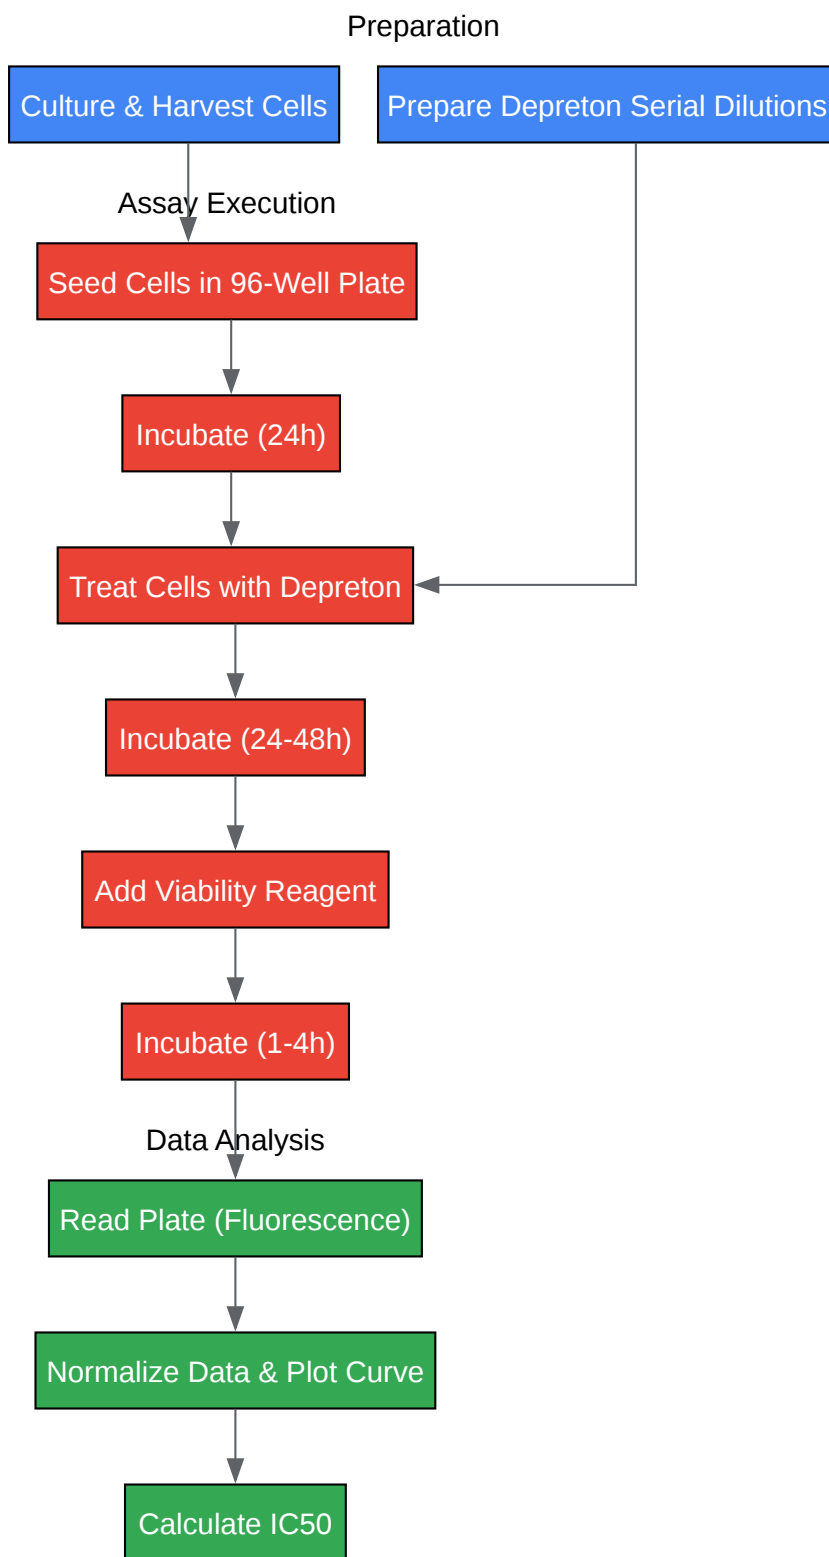 Preparation
Culture & Harvest Cells
Prepare Depreton Serial Dilutions
Assay Execution
Seed Cells in 96-Well Plate
Incubate (24h)
Treat Cells with Depreton
Incubate (24-48h)
Add Viability Reagent
Incubate (1-4h)
Data Analysis
Read Plate (Fluorescence)
Normalize Data & Plot Curve
Calculate IC50